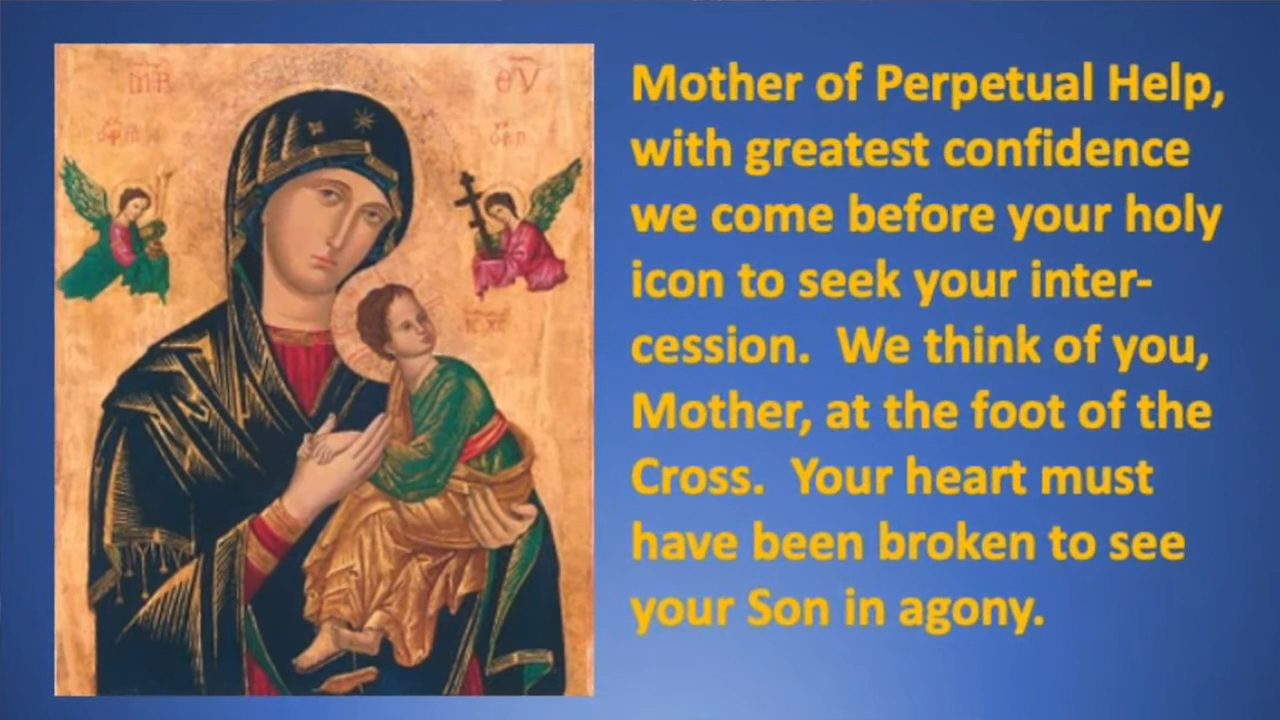 Mother of Perpetual Help,
with greatest confidence
we come before your holy
icon to seek your inter-
cession.  We think of you,
Mother, at the foot of the
Cross.  Your heart must
have been broken to see
your Son in agony.